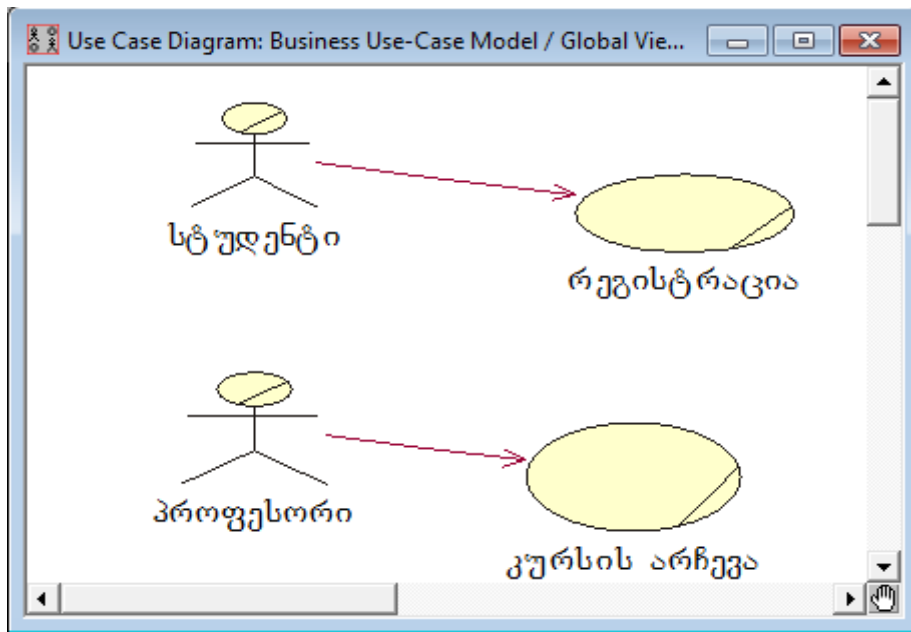 Use Case Diagram: Business Use-Case Model / Global Vie...
სტუდენტი
რეგისტრაცია
პროფესორი
კურსის არჩევა